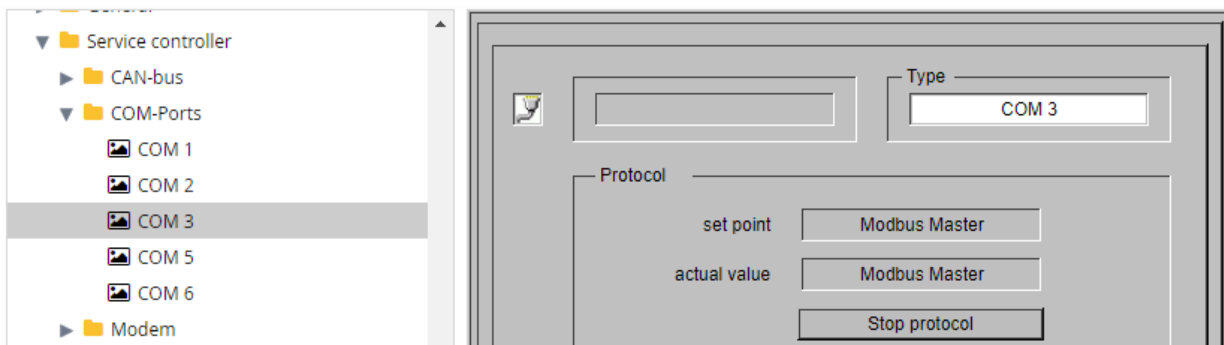 General
Service controller
CAN-bus
COM-Ports
COM 1
COM 2
COM 3
COM 5
COM 6
Modem
Type
COM 3
Protocol
set point Modbus Master
actual value Modbus Master
Stop protocol